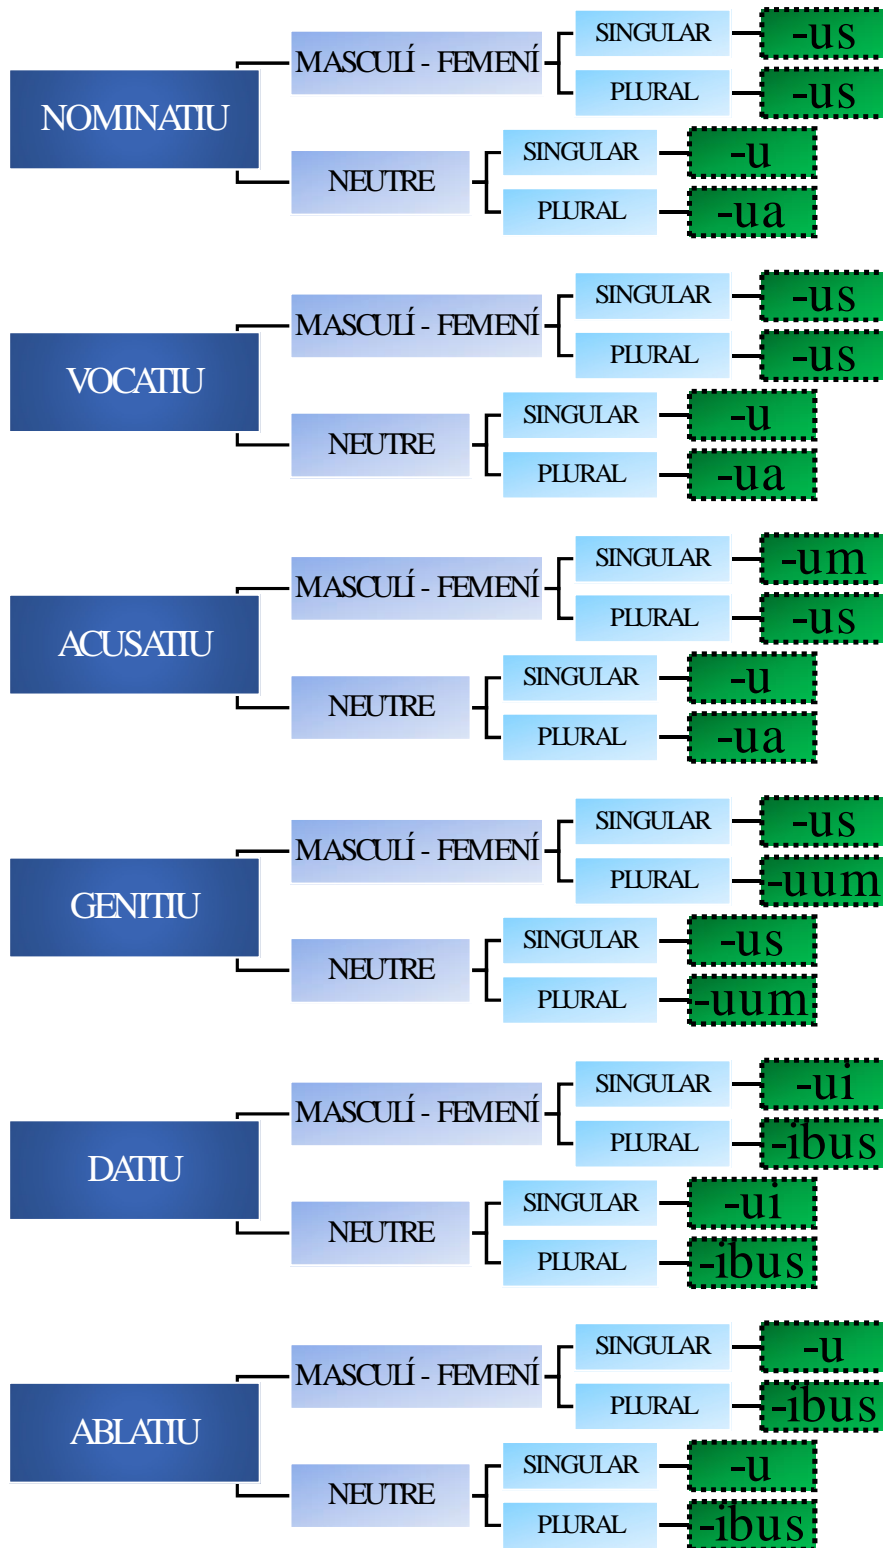 NOMINATIU
MASCULÍ - FEMENÍ
SINGULAR
-us
PLURAL
-us
NEUTRE
SINGULAR
-u
PLURAL
-ua
VOCATIU
MASCULÍ - FEMENÍ
SINGULAR
-us
PLURAL
-us
NEUTRE
SINGULAR
-u
PLURAL
-ua
ACUSATIU
MASCULÍ - FEMENÍ
SINGULAR
-um
PLURAL
-us
NEUTRE
SINGULAR
-u
PLURAL
-ua
GENITIU
MASCULÍ - FEMENÍ
SINGULAR
-us
PLURAL
-uum
NEUTRE
SINGULAR
-us
PLURAL
-uum
DATIU
MASCULÍ - FEMENÍ
SINGULAR
-ui
PLURAL
-ibus
NEUTRE
SINGULAR
-ui
PLURAL
-ibus
ABLATIU
MASCULÍ - FEMENÍ
SINGULAR
-u
PLURAL
-ibus
NEUTRE
SINGULAR
-u
PLURAL
-ibus